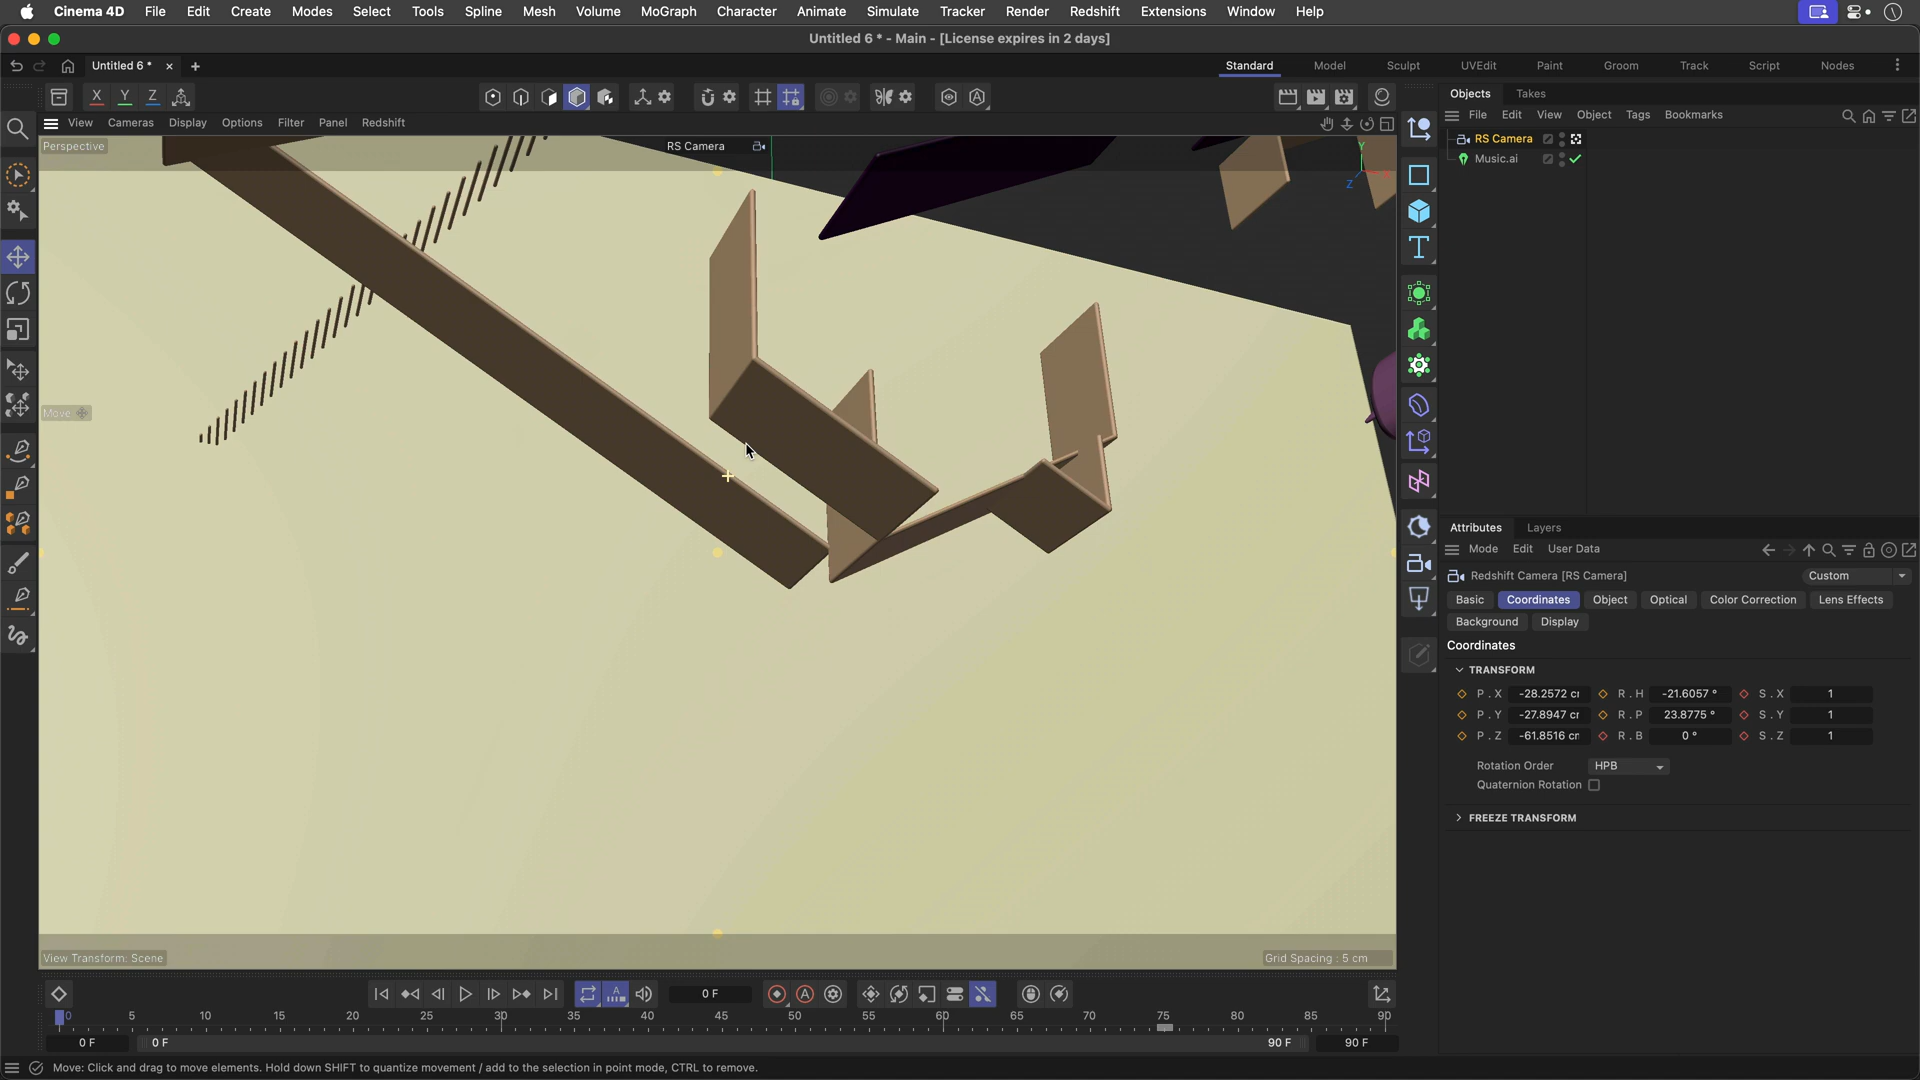 Cinema 4D File Edit Create Modes Select Tools Spline Mesh Volume MoGraph Character Animate Simulate Tracker Render Redshift Extensions Window Help
Untitled 6 * - Main - [License expires in 2 days]
Untitled 6 * × + Standard Model Sculpt UVEdit Paint Groom Track Script Nodes
X Y Z
View Cameras Display Options Filter Panel Redshift
Perspective
RS Camera
Y
Z
Move
View Transform: Scene
Grid Spacing : 5 cm
Objects Takes
File Edit View Object Tags Bookmarks
RS Camera
Music.ai
Attributes Layers
Mode Edit User Data
Redshift Camera [RS Camera] Custom
Basic Coordinates Object Optical Color Correction Lens Effects
Background Display
Coordinates
TRANSFORM
P . X -28.2572 cr R . H -21.6057 ° S . X 1
P . Y -27.8947 cr R . P 23.8775 ° S . Y 1
P . Z -61.8516 cr R . B 0 ° S . Z 1
Rotation Order HPB
Quaternion Rotation
FREEZE TRANSFORM
0 F
0 5 10 15 20 25 30 35 40 45 50 55 60 65 70 75 80 85 90
0 F 0 F 90 F 90 F
Move: Click and drag to move elements. Hold down SHIFT to quantize movement / add to the selection in point mode, CTRL to remove.